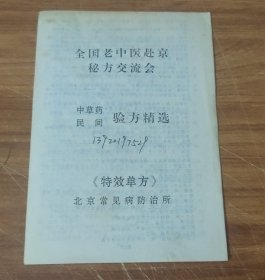 全国老中医赴京
秘方交流会
中草药
民间
验方精选
《特效单方》
北京常见病防治所